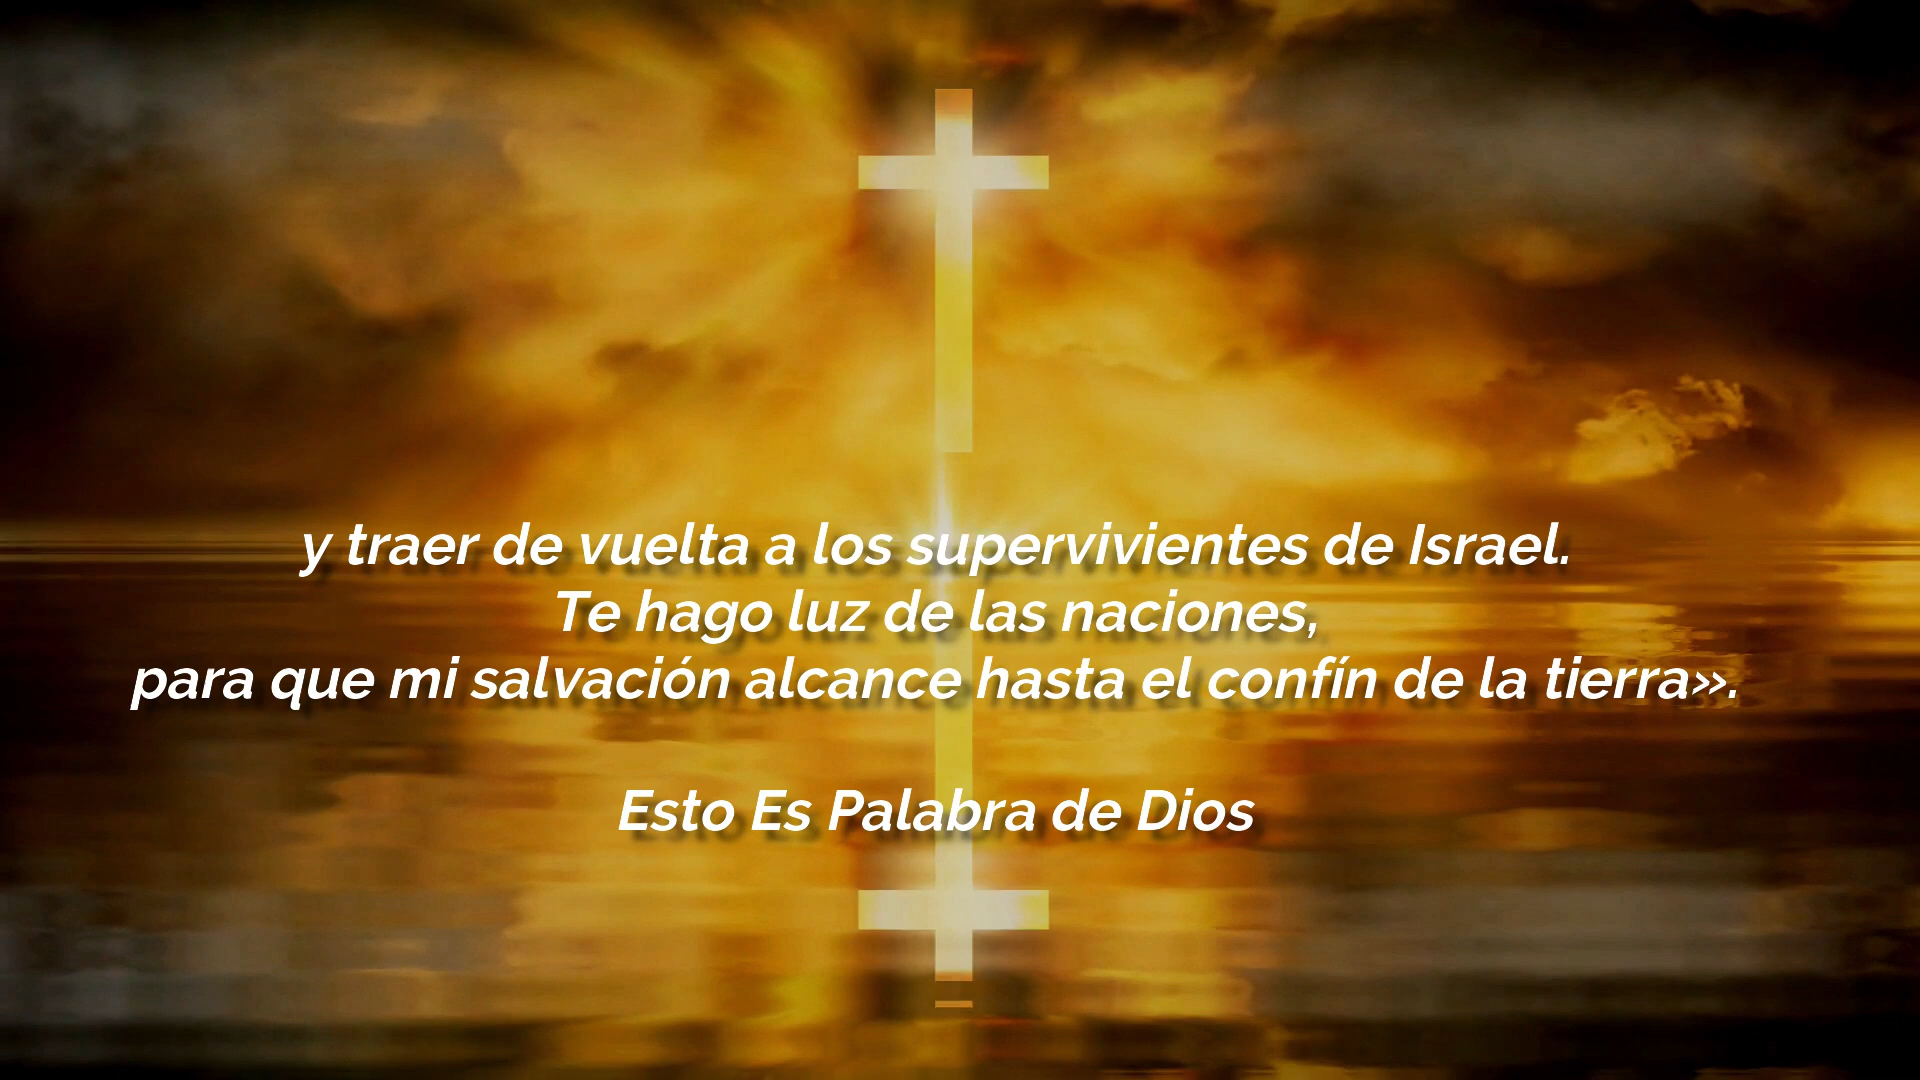 y traer de vuelta a los supervivientes de Israel.
Te hago luz de las naciones,
para que mi salvación alcance hasta el confín de la tierra».
Esto Es Palabra de Dios